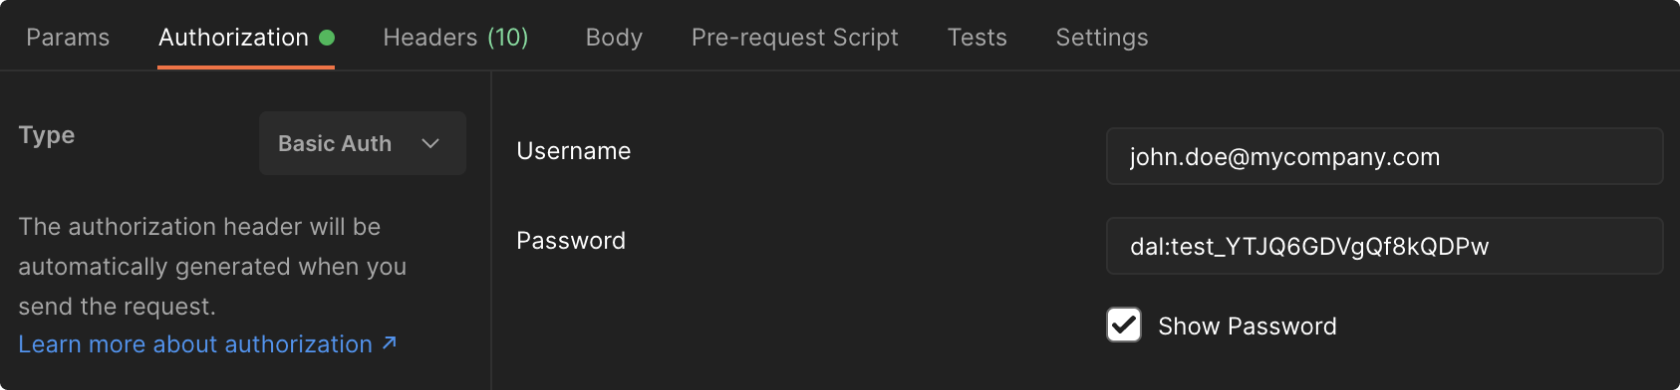 Params Authorization Headers (10) Body Pre-request Script Tests Settings
Type Basic Auth
The authorization header will be
automatically generated when you
send the request.
Learn more about authorization ↗
Username john.doe@mycompany.com
Password dal:test_YTJQ6GDVgQf8kQDPw
Show Password